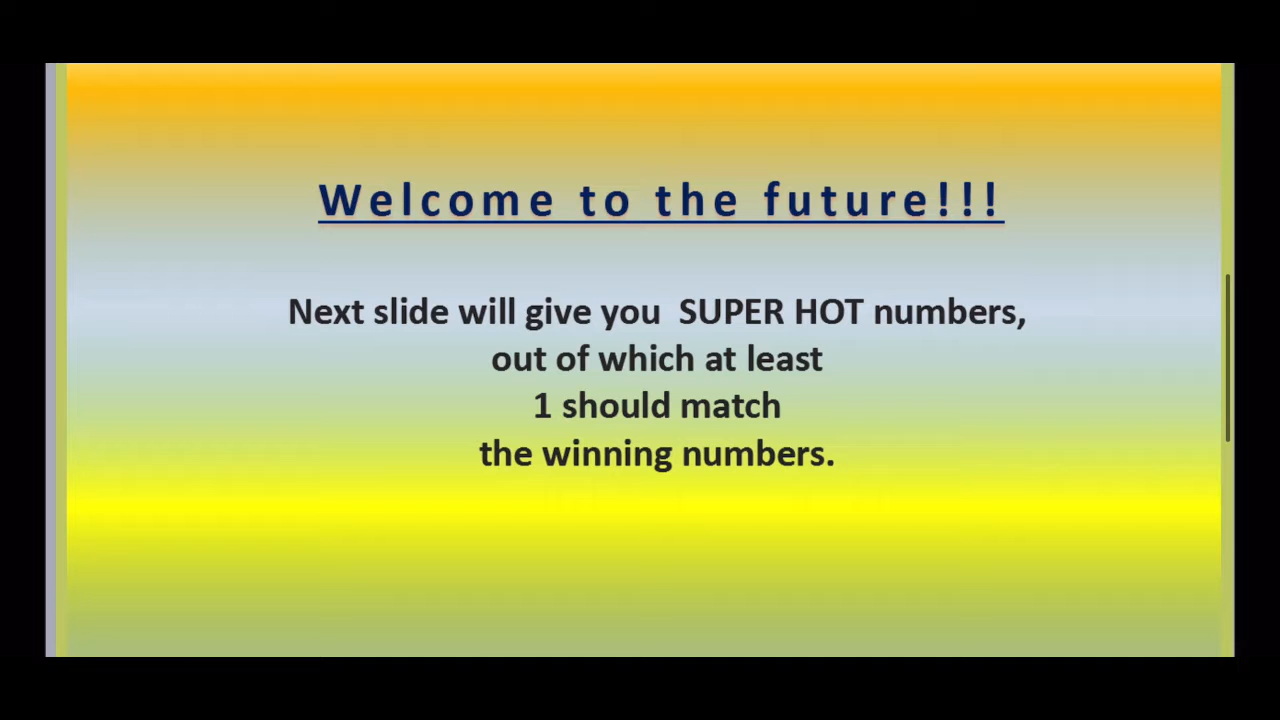 Welcome to the future!!!
Next slide will give you  SUPER HOT numbers,
out of which at least
1 should match
the winning numbers.